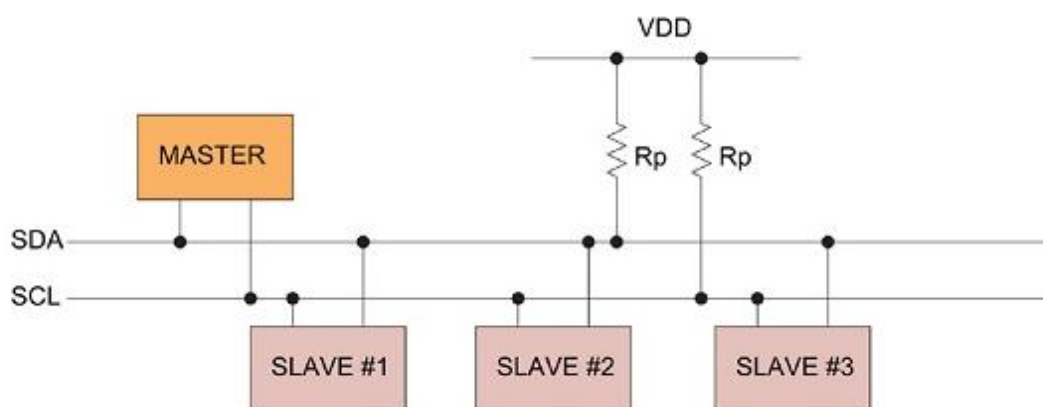 VDD
MASTER
Rp
Rp
SDA
SCL
SLAVE #1
SLAVE #2
SLAVE #3